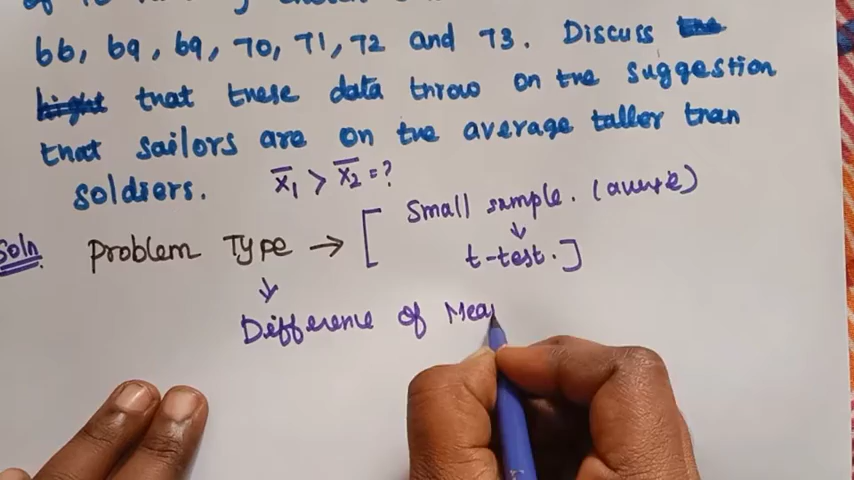 66, 69, 69, 70, 71, 72 and 73. Discuss
that these data throw on the suggestion
that sailors are on the average taller than
soldiers. x̄₁ > x̄₂ = ?
Soln Problem Type → [ Small sample.
↓ ↓
t-test. ]
Difference of Mea